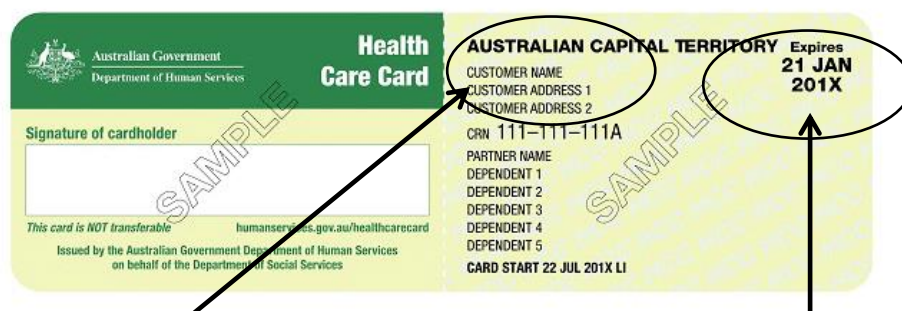 Australian Government
Department of Human Services
Health
Care Card
Signature of cardholder
SAMPLE
This card is NOT transferable
humanservices.gov.au/healthcarecard
Issued by the Australian Government Department of Human Services
on behalf of the Department of Social Services
AUSTRALIAN CAPITAL TERRITORY
Expires
21 JAN
201X
CUSTOMER NAME
CUSTOMER ADDRESS 1
CUSTOMER ADDRESS 2
CRN 111–111–111A
PARTNER NAME
DEPENDENT 1
DEPENDENT 2
DEPENDENT 3
DEPENDENT 4
DEPENDENT 5
SAMPLE
CARD START 22 JUL 201X LI